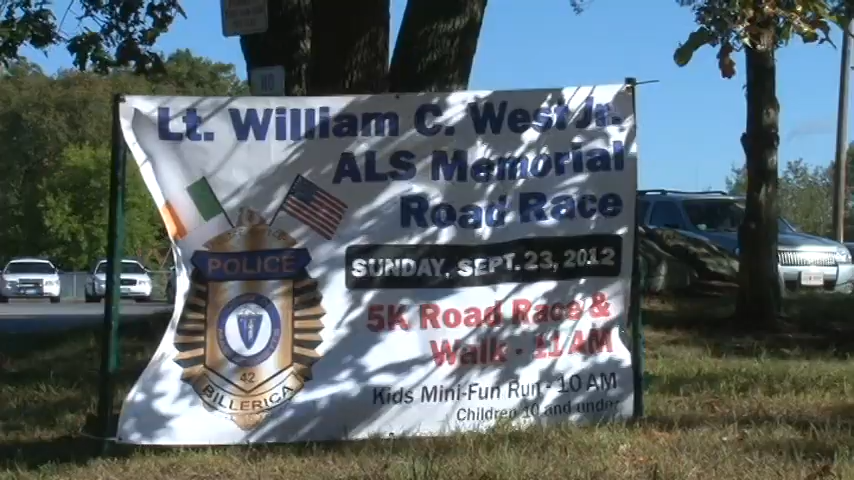 Lt. William C. West Jr.
ALS Memorial
Road Race
SUNDAY, SEPT. 23, 2012
5K Road Race &
Walk - 11 AM
Kids Mini-Fun Run - 10 AM
Children 10 and under
POLICE
42
BILLERICA
NO